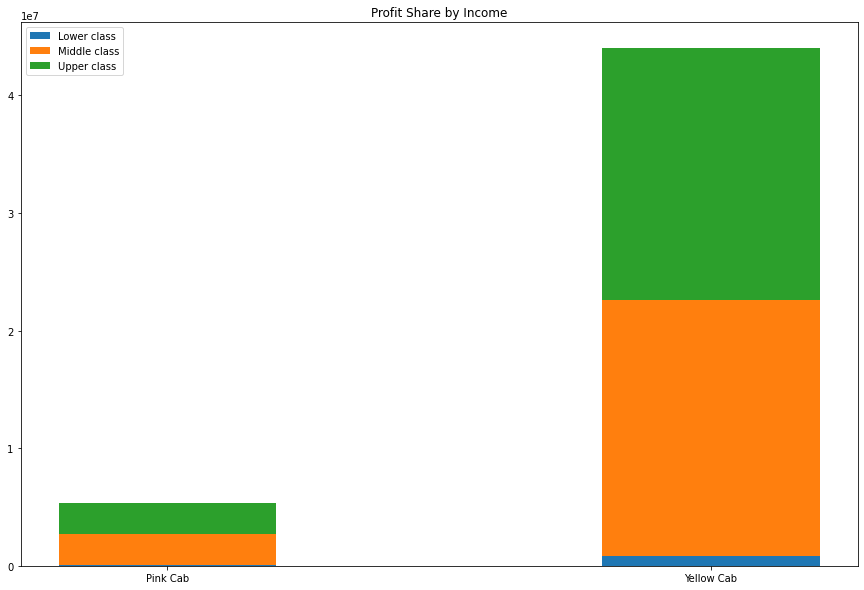 Profit Share by Income
1e7
Lower class
Middle class
Upper class
4
3
2
1
0
Pink Cab
Yellow Cab